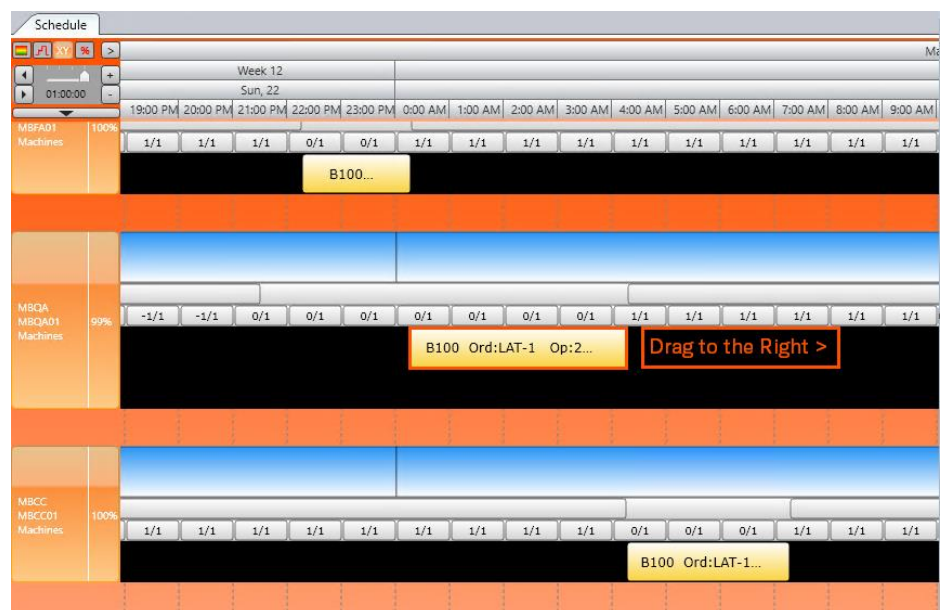 Schedule
XY % >
Ma
Week 12
+
Sun, 22
01:00:00 -
19:00 PM 20:00 PM 21:00 PM 22:00 PM 23:00 PM 0:00 AM 1:00 AM 2:00 AM 3:00 AM 4:00 AM 5:00 AM 6:00 AM 7:00 AM 8:00 AM 9:00 AM
MBFA01 100%
Machines
1/1 1/1 1/1 0/1 0/1 1/1 1/1 1/1 1/1 1/1 1/1 1/1 1/1 1/1 1/1
B100...
MBQA
MBQA01 99%
Machines
-1/1 -1/1 0/1 0/1 0/1 0/1 0/1 0/1 0/1 1/1 1/1 1/1 1/1 1/1 1/1
B100 Ord:LAT-1 Op:2... Drag to the Right >
MBCC
MBCC01 100%
Machines
1/1 1/1 1/1 1/1 1/1 1/1 1/1 1/1 1/1 0/1 0/1 0/1 1/1 1/1 1/1
B100 Ord:LAT-1...